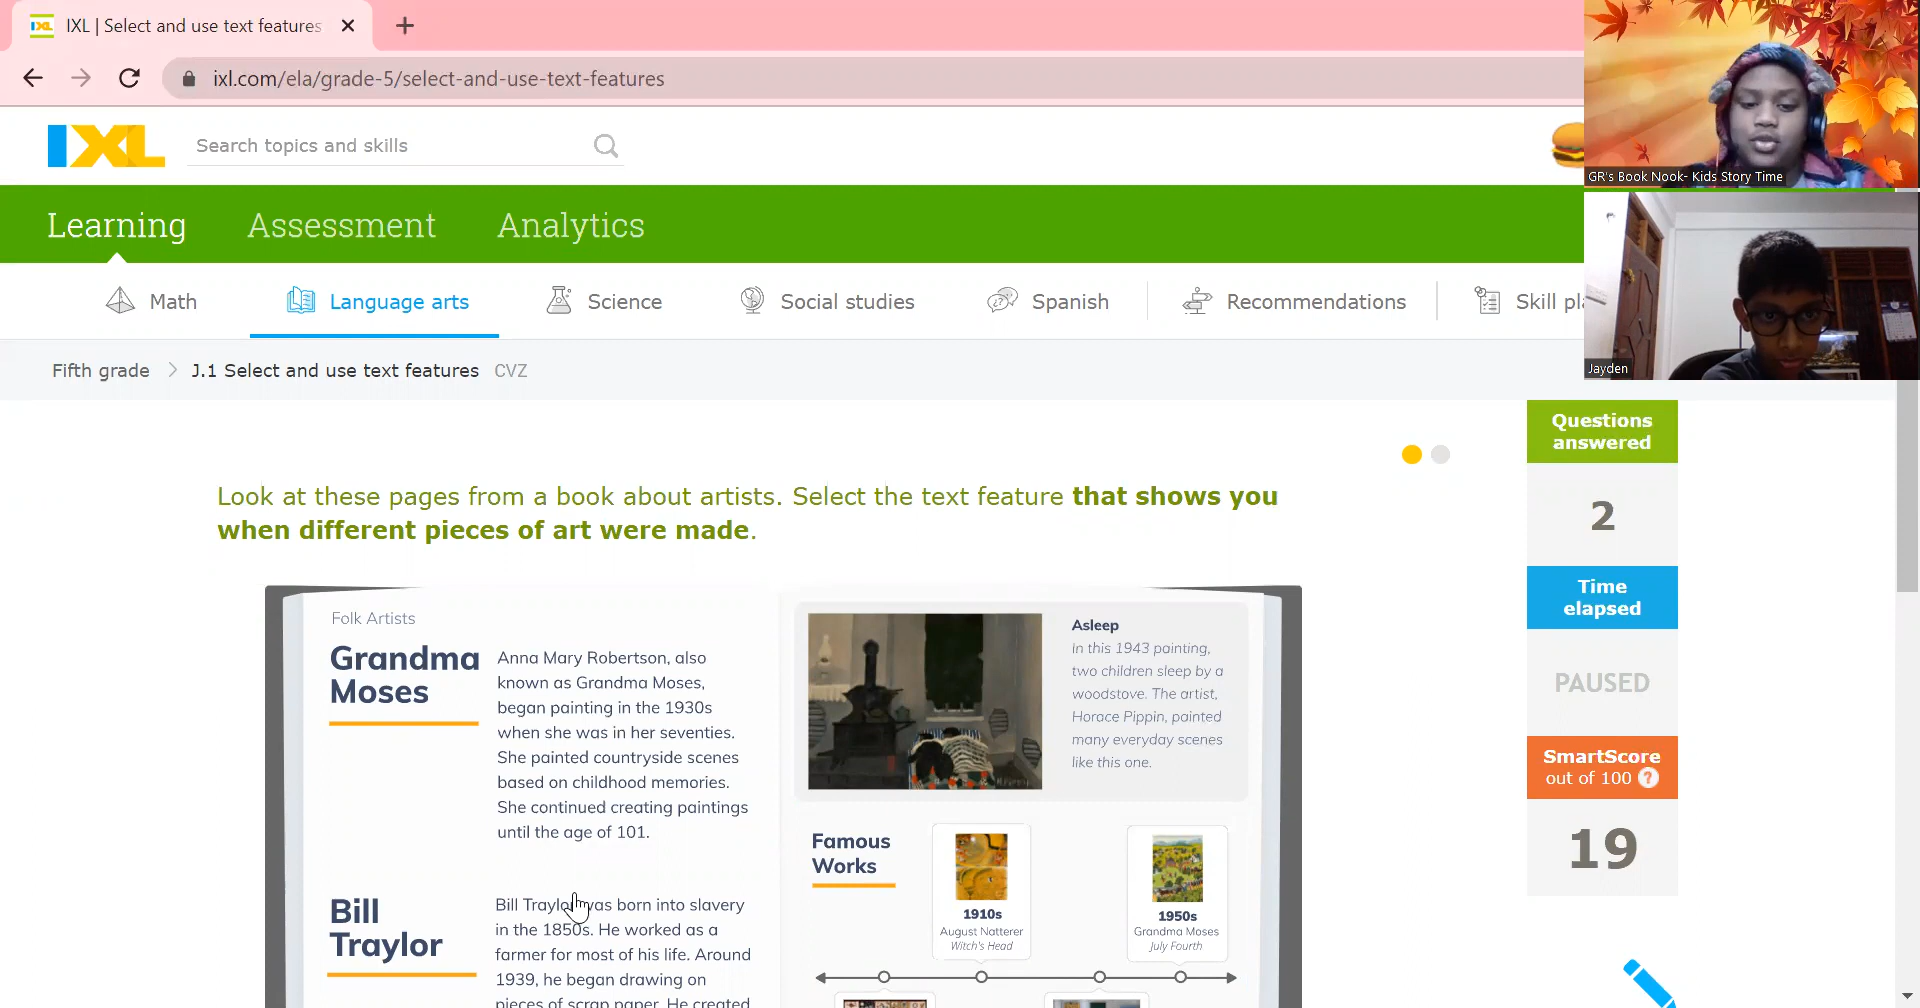 IXL | Select and use text features
ixl.com/ela/grade-5/select-and-use-text-features
IXL
Search topics and skills
GR's Book Nook- Kids Story Time
Learning
Assessment
Analytics
Math
Language arts
Science
Social studies
Spanish
Recommendations
Skill pl
Jayden
Fifth grade
J.1 Select and use text features CVZ
Questions
answered
2
Time
elapsed
PAUSED
SmartScore
out of 100 ?
19
Look at these pages from a book about artists. Select the text feature that shows you
when different pieces of art were made.
Folk Artists
Grandma
Moses
Anna Mary Robertson, also
known as Grandma Moses,
began painting in the 1930s
when she was in her seventies.
She painted countryside scenes
based on childhood memories.
She continued creating paintings
until the age of 101.
Bill
Traylor
Bill Traylor was born into slavery
in the 1850s. He worked as a
farmer for most of his life. Around
1939, he began drawing on
pieces of scrap paper. He created
Asleep
In this 1943 painting,
two children sleep by a
woodstove. The artist,
Horace Pippin, painted
many everyday scenes
like this one.
Famous
Works
1910s
August Natterer
Witch's Head
1950s
Grandma Moses
July Fourth